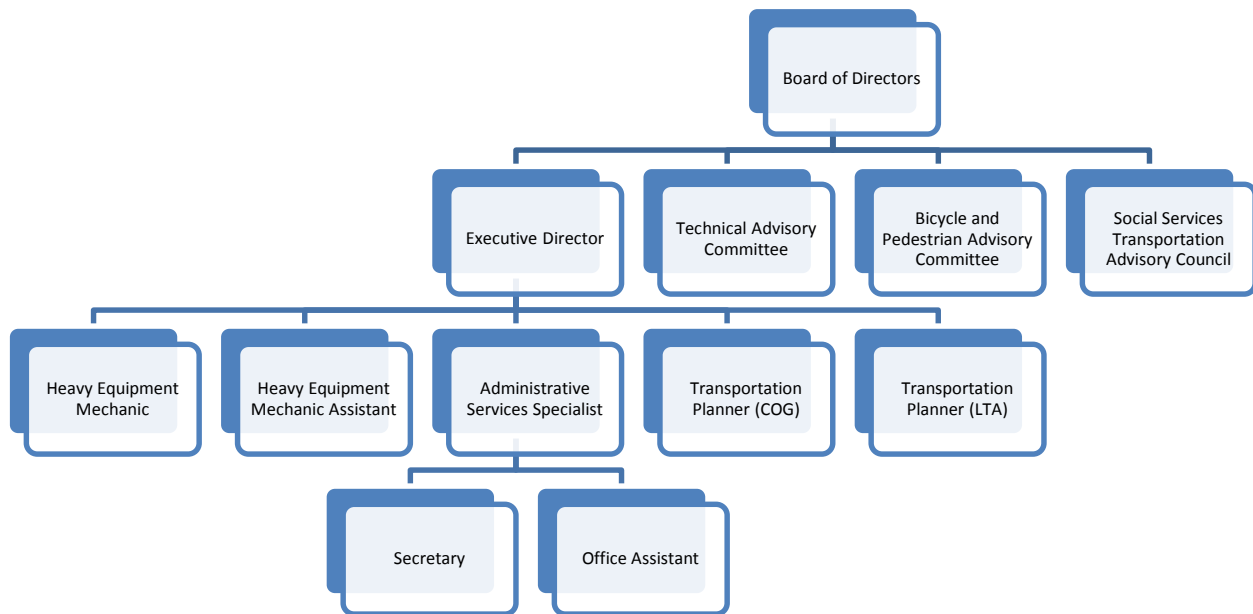 Board of Directors
Executive Director
Technical Advisory
Committee
Bicycle and
Pedestrian Advisory
Committee
Social Services
Transportation
Advisory Council
Heavy Equipment
Mechanic
Heavy Equipment
Mechanic Assistant
Administrative
Services Specialist
Transportation
Planner (COG)
Transportation
Planner (LTA)
Secretary
Office Assistant